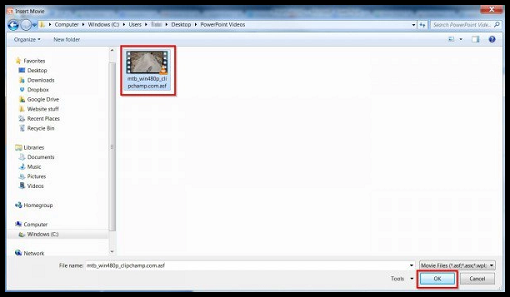 Insert Movie
Computer ▸ Windows (C:) ▸ Users ▸ ▸ Desktop ▸ PowerPoint Videos
Search PowerPoint Vide...
Organize New folder
Favorites
Desktop
Downloads
Dropbox
Google Drive
Website stuff
Recent Places
Recycle Bin
Libraries
Documents
Music
Pictures
Videos
Homegroup
Computer
Windows (C:)
Network
mtb_win480p_cli
pchamp.com.asf
File name: mtb_win480p_clipchamp.com.asf
Movie Files (*.asf;*.asx;*.wpl;
Tools OK Cancel